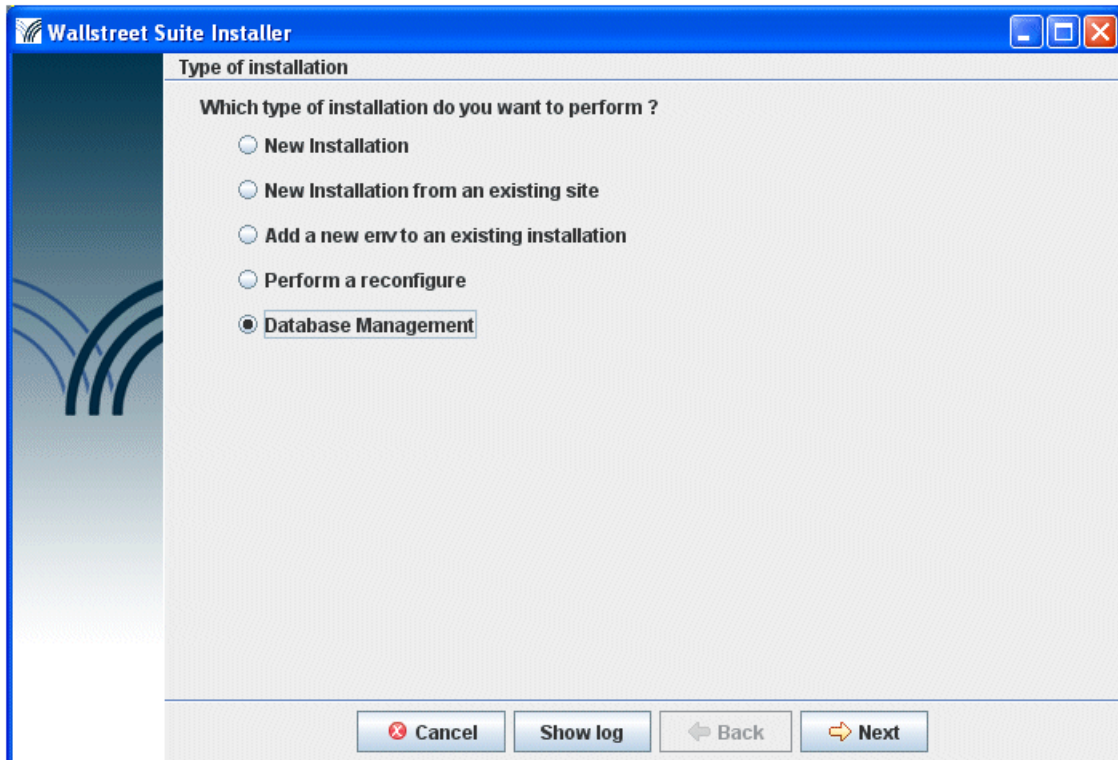 Wallstreet Suite Installer
Type of installation
Which type of installation do you want to perform ?
New Installation
New Installation from an existing site
Add a new env to an existing installation
Perform a reconfigure
Database Management
Cancel Show log Back Next